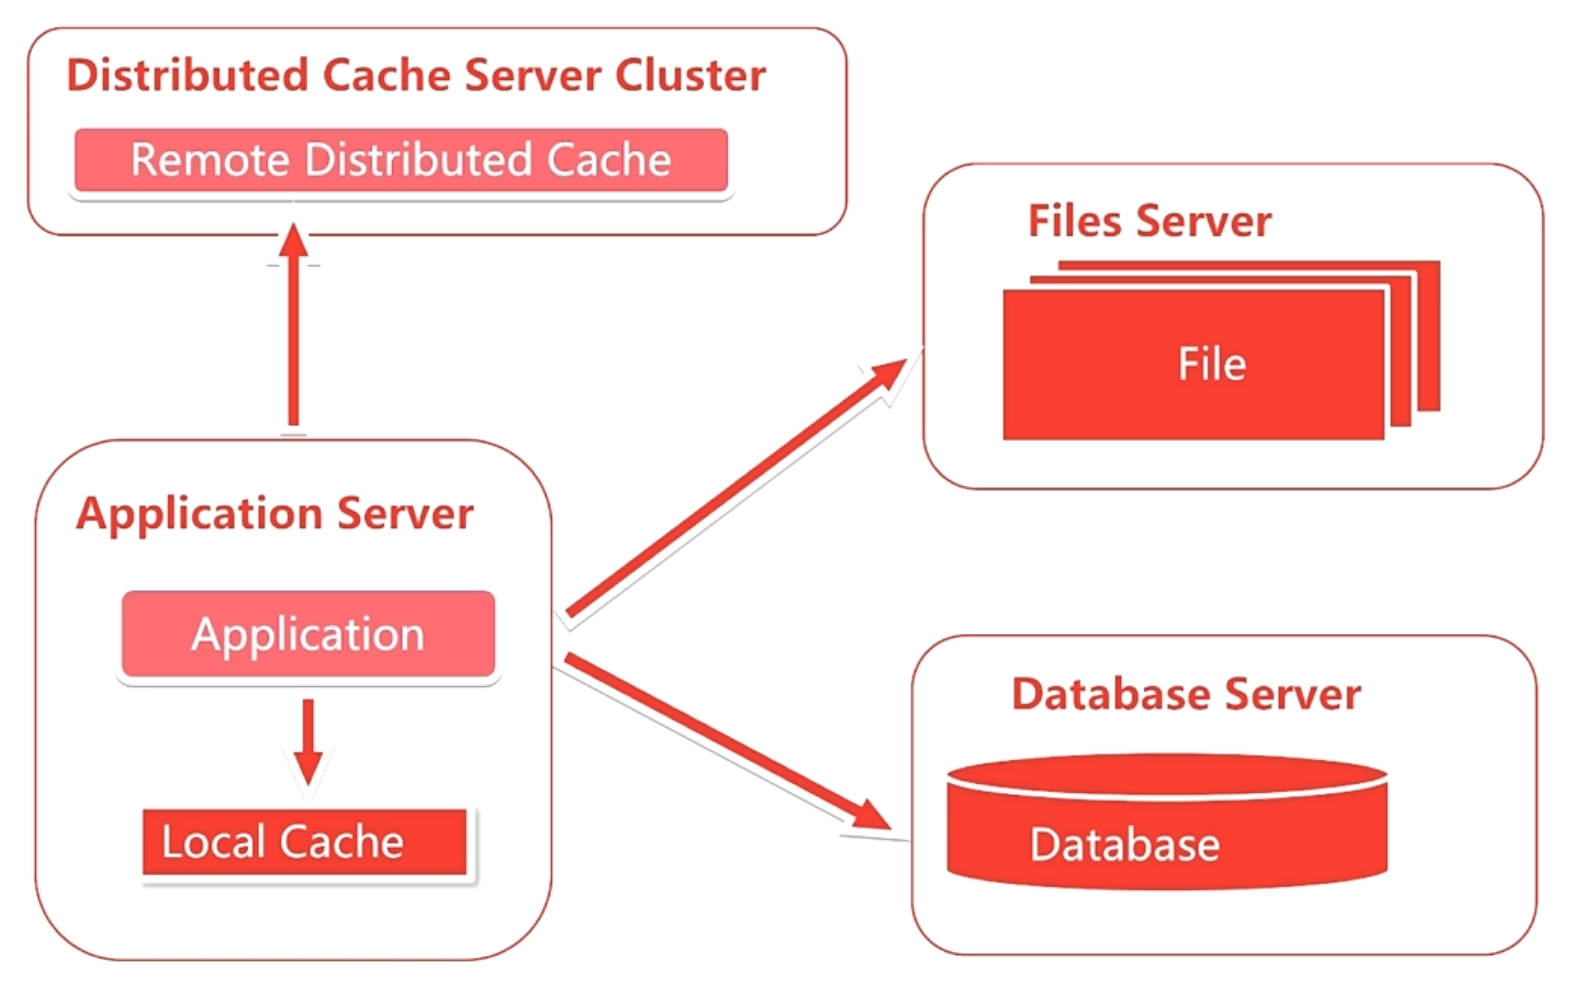 Distributed Cache Server Cluster
Remote Distributed Cache
Files Server
File
Application Server
Application
Local Cache
Database Server
Database